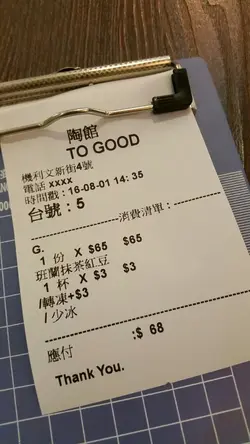 陶館
TO GOOD
機利文新街4號
電話 xxxx
時間戳 : 16-08-01 14: 35
台號 : 5
消費清單 :
G.
1 份 X $65 $65
班蘭抹茶紅豆
1 杯 X $3 $3
/轉凍+$3
/ 少冰
應付 :$ 68
Thank You.